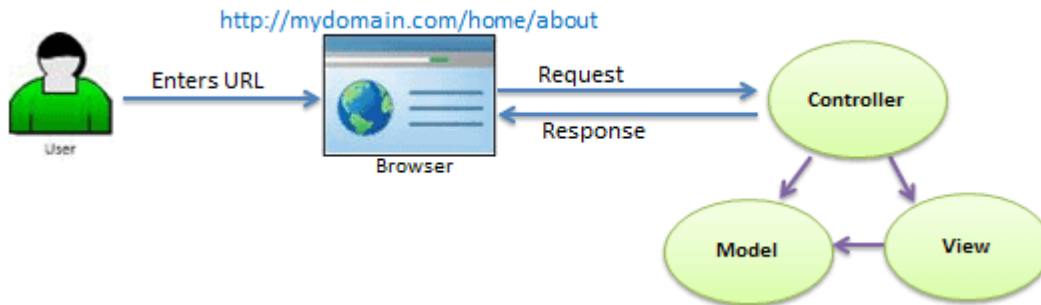 http://mydomain.com/home/about
Enters URL
Request
Controller
Response
User
Browser
Model
View